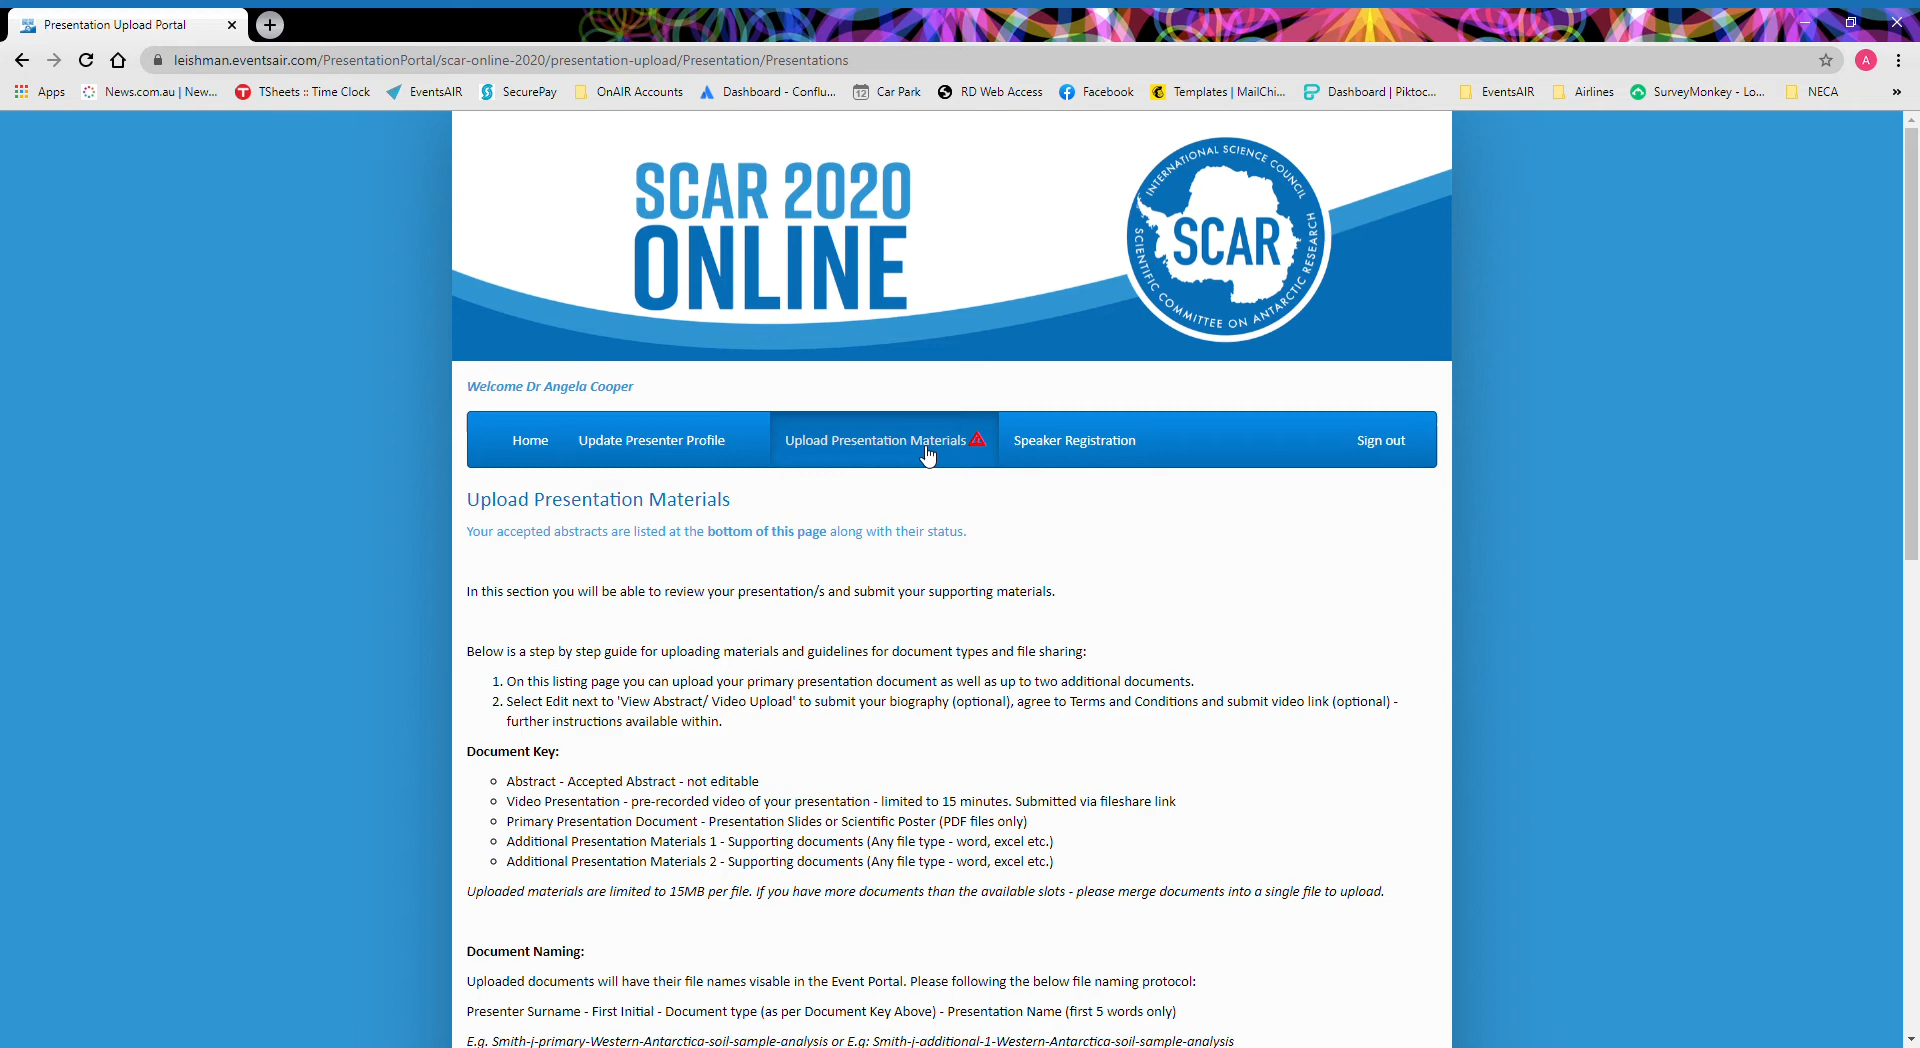 Presentation Upload Portal
leishman.eventsair.com/PresentationPortal/scar-online-2020/presentation-upload/Presentation/Presentations
A
Apps
News.com.au | New...
TSheets :: Time Clock
EventsAIR
SecurePay
OnAIR Accounts
Dashboard - Conflu...
Car Park
RD Web Access
Facebook
Templates | MailChi...
Dashboard | Piktoc...
EventsAIR
Airlines
SurveyMonkey - Lo...
NECA
»
SCAR 2020
ONLINE
INTERNATIONAL SCIENCE COUNCIL
SCAR
SCIENTIFIC COMMITTEE ON ANTARCTIC RESEARCH
Welcome Dr Angela Cooper
Home
Update Presenter Profile
Upload Presentation Materials
Speaker Registration
Sign out
Upload Presentation Materials
Your accepted abstracts are listed at the bottom of this page along with their status.
In this section you will be able to review your presentation/s and submit your supporting materials.
Below is a step by step guide for uploading materials and guidelines for document types and file sharing:
1. On this listing page you can upload your primary presentation document as well as up to two additional documents.
2. Select Edit next to 'View Abstract/ Video Upload' to submit your biography (optional), agree to Terms and Conditions and submit video link (optional) -
further instructions available within.
Document Key:
Abstract - Accepted Abstract - not editable
Video Presentation - pre-recorded video of your presentation - limited to 15 minutes. Submitted via fileshare link
Primary Presentation Document - Presentation Slides or Scientific Poster (PDF files only)
Additional Presentation Materials 1 - Supporting documents (Any file type - word, excel etc.)
Additional Presentation Materials 2 - Supporting documents (Any file type - word, excel etc.)
Uploaded materials are limited to 15MB per file. If you have more documents than the available slots - please merge documents into a single file to upload.
Document Naming:
Uploaded documents will have their file names visable in the Event Portal. Please following the below file naming protocol:
Presenter Surname - First Initial - Document type (as per Document Key Above) - Presentation Name (first 5 words only)
E.g. Smith-j-primary-Western-Antarctica-soil-sample-analysis or E.g: Smith-j-additional-1-Western-Antarctica-soil-sample-analysis